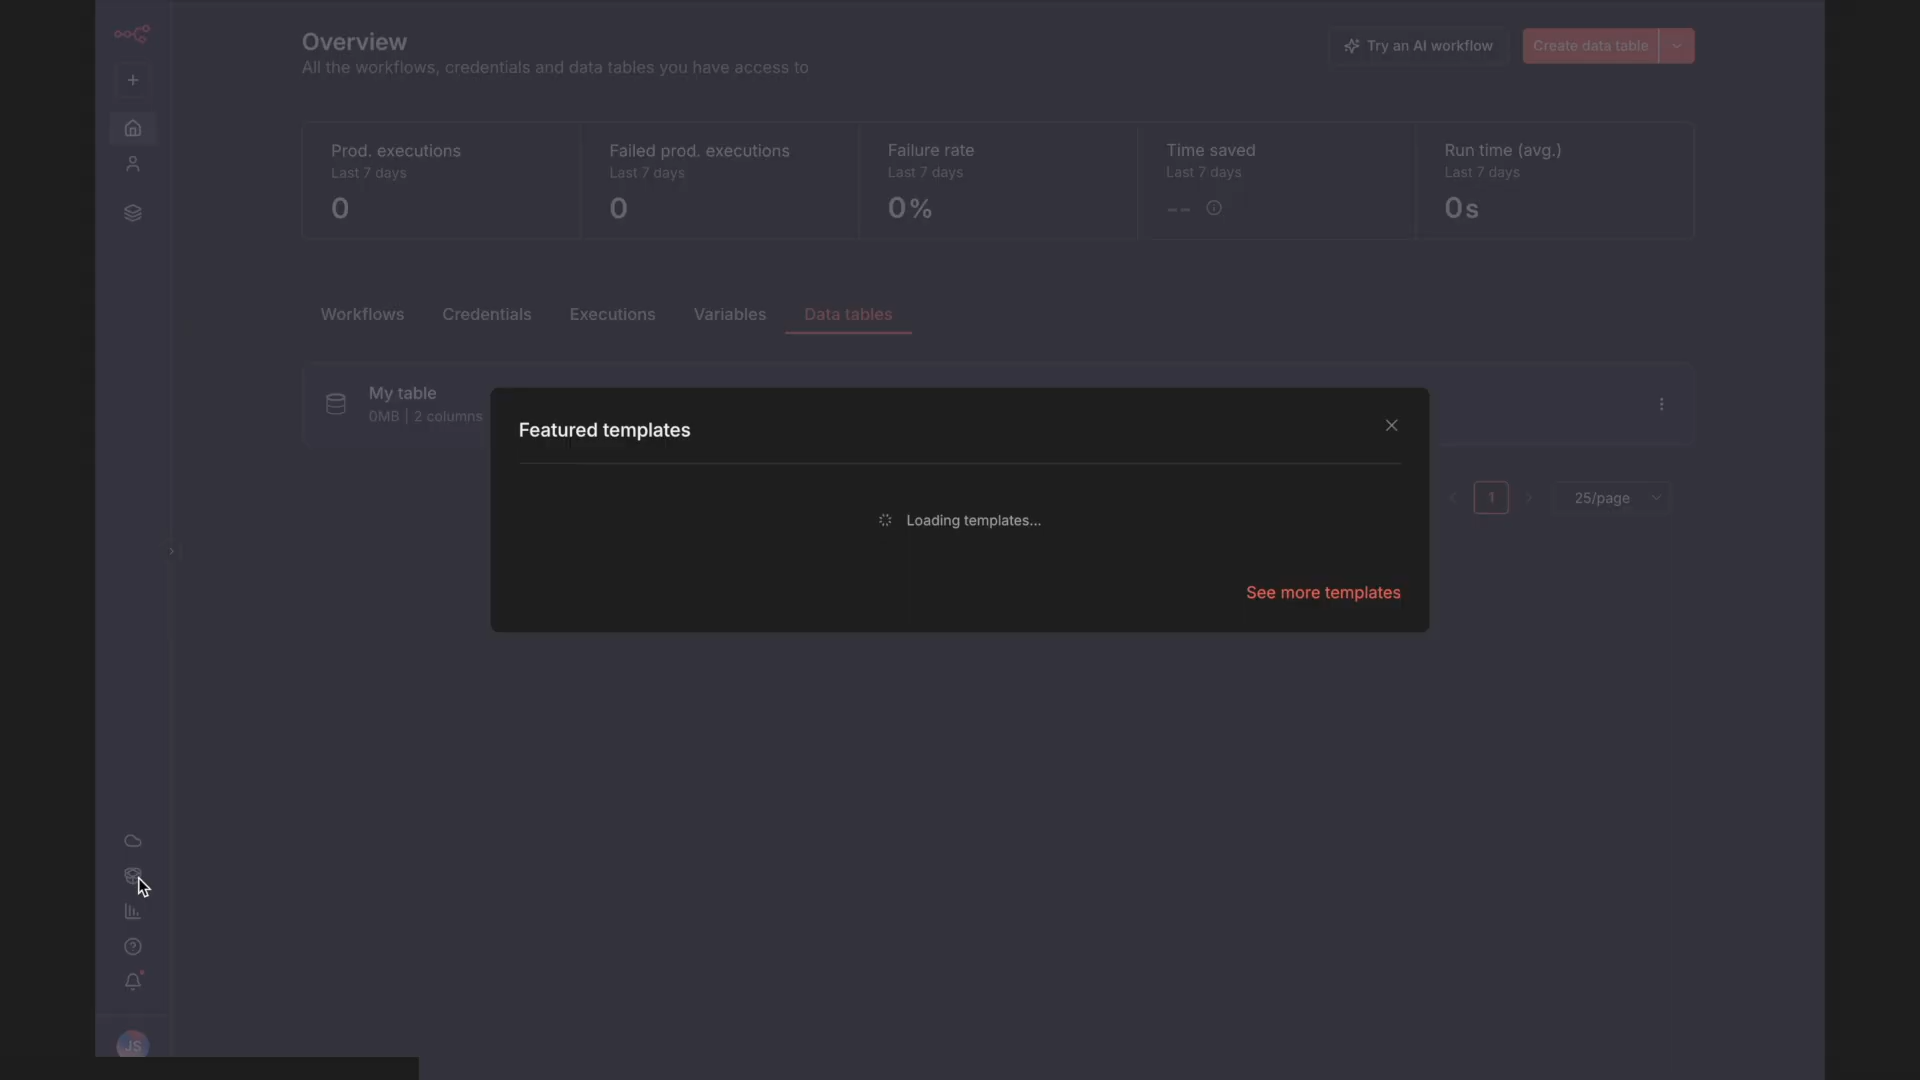 Overview
All the workflows, credentials and data tables you have access to
Try an AI workflow
Create data table
Prod. executions
Last 7 days
0
Failed prod. executions
Last 7 days
0
Failure rate
Last 7 days
0%
Time saved
Last 7 days
--
Run time (avg.)
Last 7 days
0s
Workflows
Credentials
Executions
Variables
Data tables
My table
0MB | 2 columns
Featured templates
Loading templates...
See more templates
1
25/page
JS